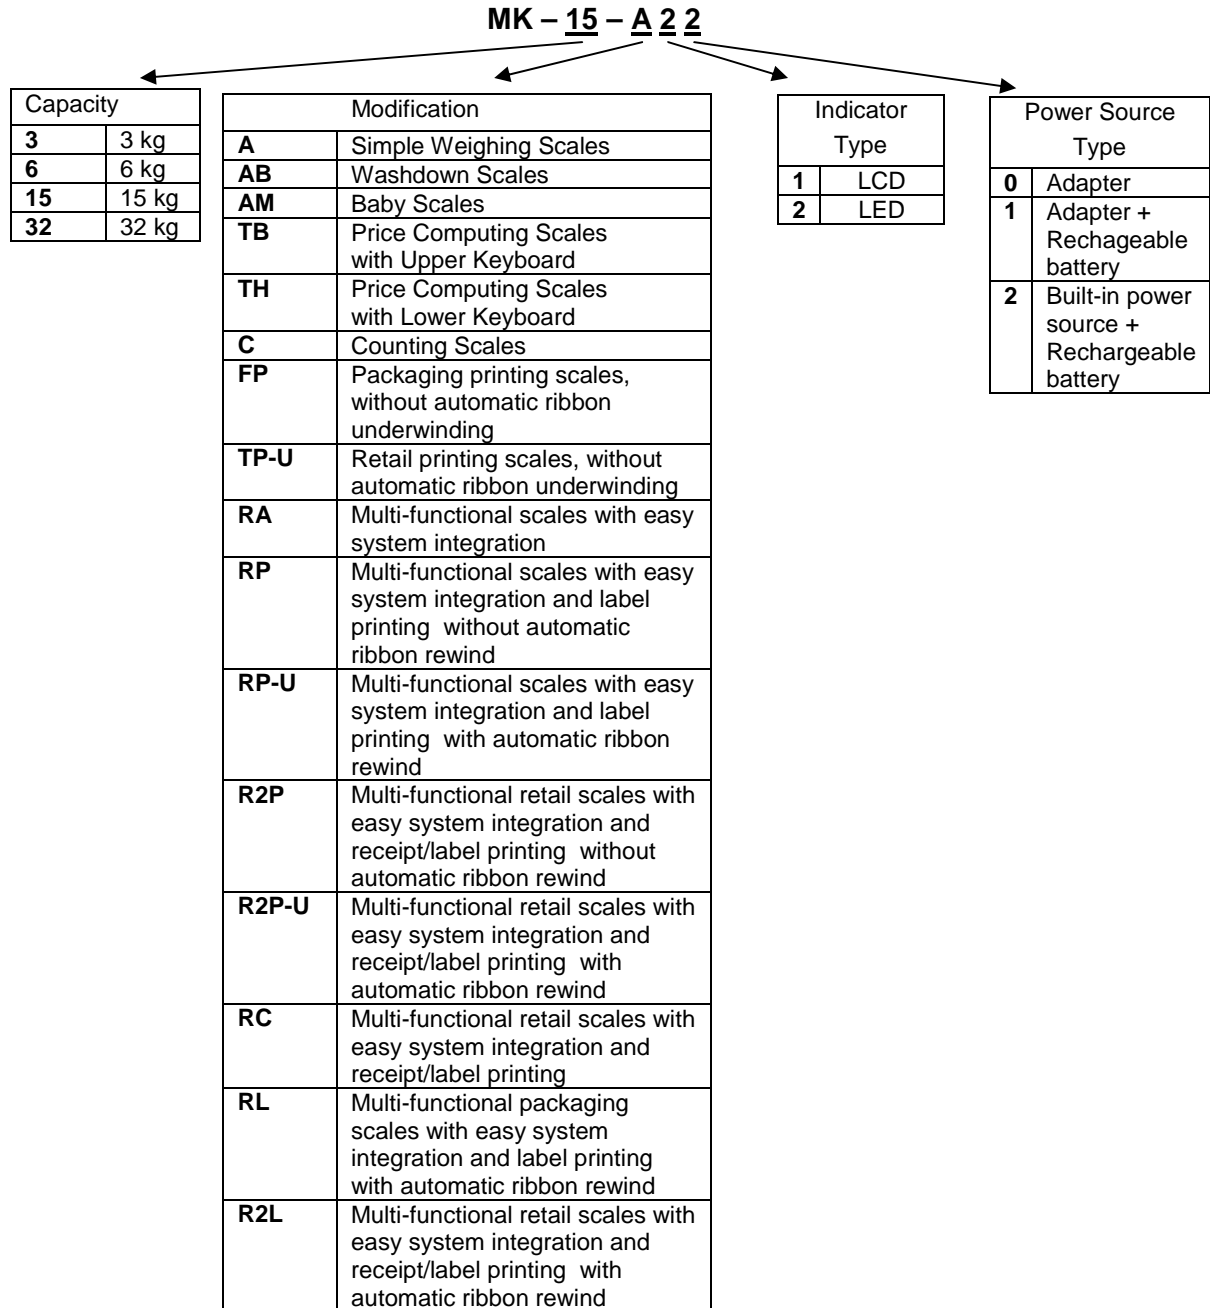 MK – 15 – A 2 2
Capacity
3 3 kg
6 6 kg
15 15 kg
32 32 kg
Modification
A Simple Weighing Scales
AB Washdown Scales
AM Baby Scales
TB Price Computing Scales
with Upper Keyboard
TH Price Computing Scales
with Lower Keyboard
C Counting Scales
FP Packaging printing scales,
without automatic ribbon
underwinding
TP-U Retail printing scales, without
automatic ribbon underwinding
RA Multi-functional scales with easy
system integration
RP Multi-functional scales with easy
system integration and label
printing without automatic
ribbon rewind
RP-U Multi-functional scales with easy
system integration and label
printing with automatic ribbon
rewind
R2P Multi-functional retail scales with
easy system integration and
receipt/label printing without
automatic ribbon rewind
R2P-U Multi-functional retail scales with
easy system integration and
receipt/label printing with
automatic ribbon rewind
RC Multi-functional retail scales with
easy system integration and
receipt/label printing
RL Multi-functional packaging
scales with easy system
integration and label printing
with automatic ribbon rewind
R2L Multi-functional retail scales with
easy system integration and
receipt/label printing with
automatic ribbon rewind
Indicator
Type
1 LCD
2 LED
Power Source
Type
0 Adapter
1 Adapter +
Rechageable
battery
2 Built-in power
source +
Rechargeable
battery